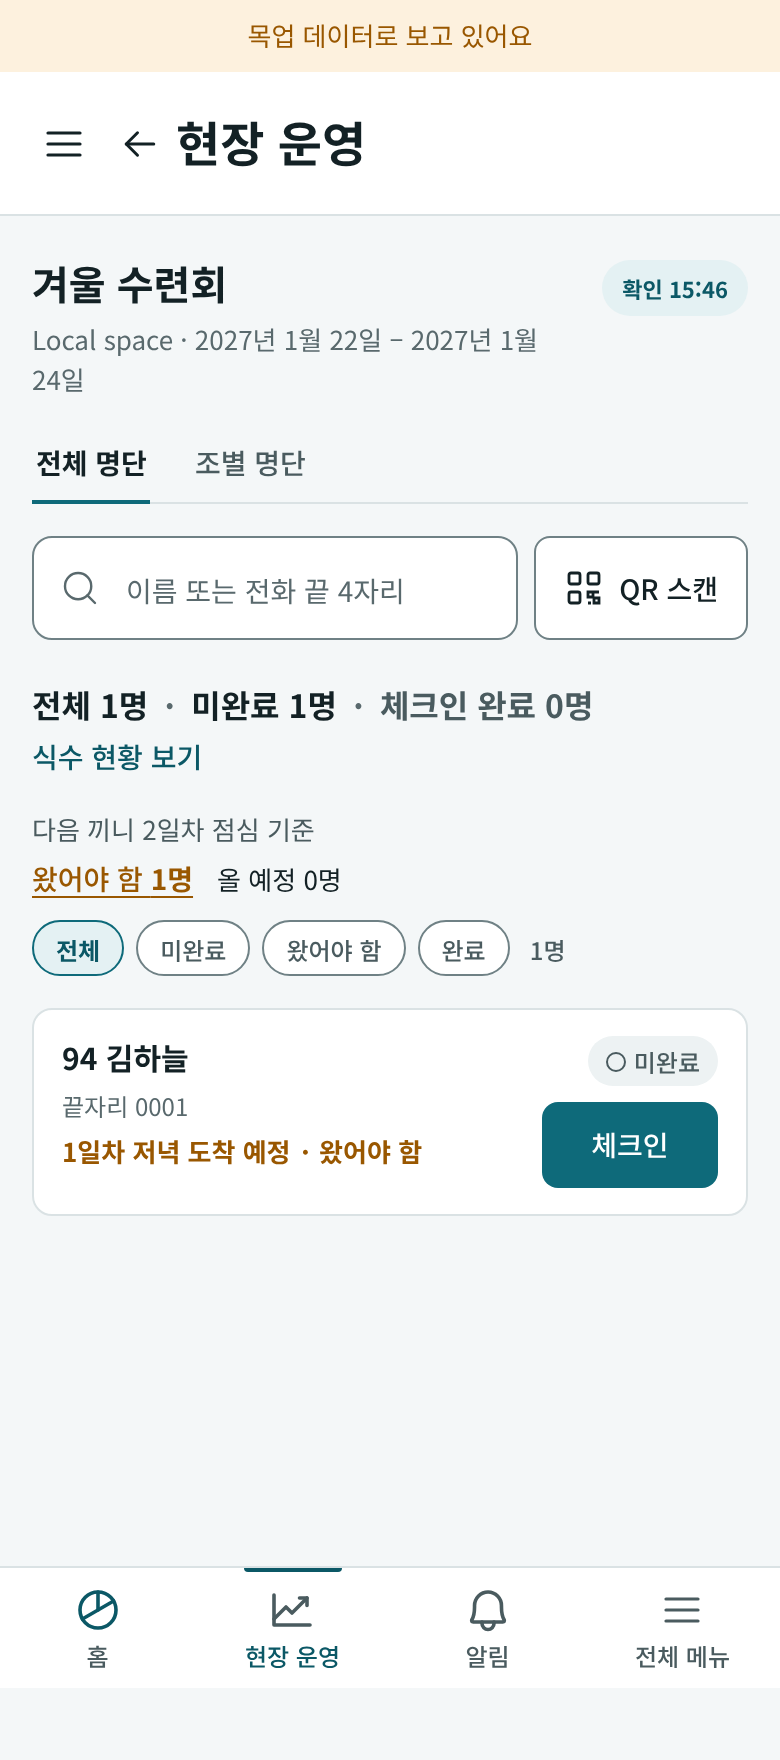 목업 데이터로 보고 있어요
현장 운영
겨울 수련회
확인 15:46
Local space · 2027년 1월 22일 – 2027년 1월
24일
전체 명단
조별 명단
이름 또는 전화 끝 4자리
QR 스캔
전체 1명 · 미완료 1명 · 체크인 완료 0명
식수 현황 보기
다음 끼니 2일차 점심 기준
왔어야 함 1명 올 예정 0명
전체 미완료 왔어야 함 완료 1명
94 김하늘
미완료
끝자리 0001
1일차 저녁 도착 예정 · 왔어야 함
체크인
홈
현장 운영
알림
전체 메뉴